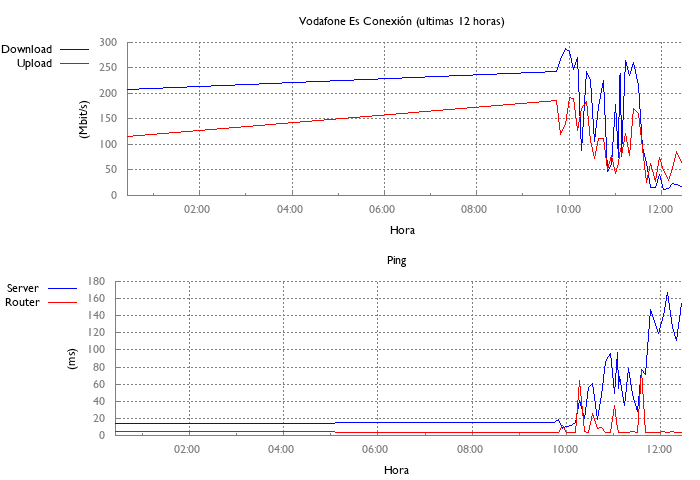 Vodafone Es Conexión (ultimas 12 horas)
Download
Upload
(Mbit/s)
300
250
200
150
100
50
0
02:00 04:00 06:00 08:00 10:00 12:00
Hora
Ping
Server
Router
(ms)
180
160
140
120
100
80
60
40
20
0
02:00 04:00 06:00 08:00 10:00 12:00
Hora